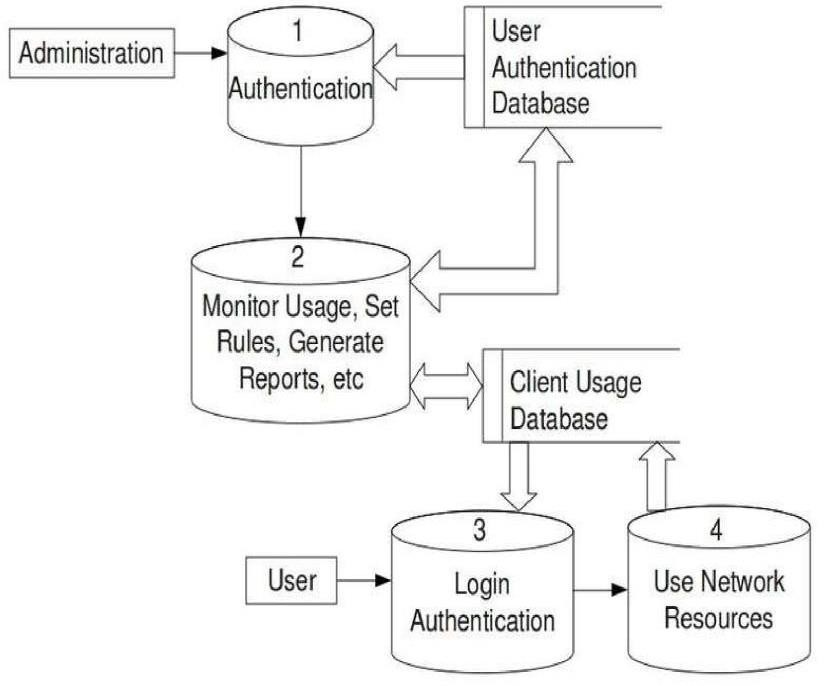 1
Administration
Authentication
User
Authentication
Database
2
Monitor Usage, Set
Rules, Generate
Reports, etc
Client Usage
Database
3
User
Login
Authentication
4
Use Network
Resources